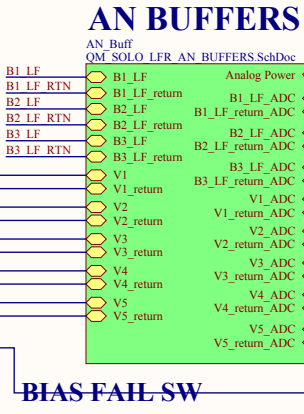 AN BUFFERS
AN_Buff
QM_SOLO_LFR_AN_BUFFERS.SchDoc
B1_LF
B1_LF_RTN
B2_LF
B2_LF_RTN
B3_LF
B3_LF_RTN
B1_LF
B1_LF_return
B2_LF
B2_LF_return
B3_LF
B3_LF_return
V1
V1_return
V2
V2_return
V3
V3_return
V4
V4_return
V5
V5_return
Analog Power
B1_LF_ADC
B1_LF_return_ADC
B2_LF_ADC
B2_LF_return_ADC
B3_LF_ADC
B3_LF_return_ADC
V1_ADC
V1_return_ADC
V2_ADC
V2_return_ADC
V3_ADC
V3_return_ADC
V4_ADC
V4_return_ADC
V5_ADC
V5_return_ADC
BIAS FAIL SW